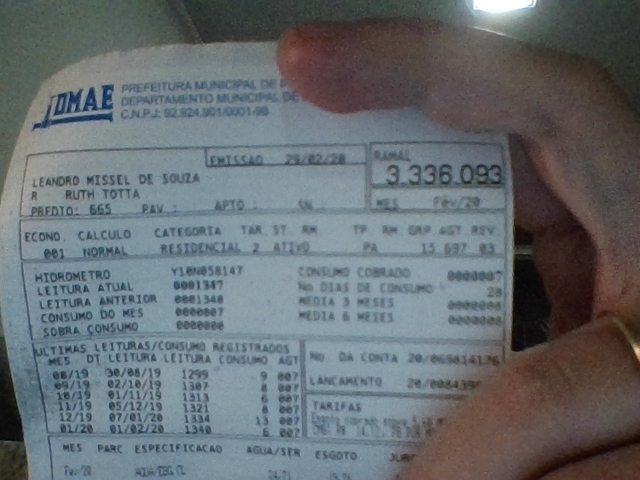 DMAE
PREFEITURA MUNICIPAL DE
DEPARTAMENTO MUNICIPAL DE
C.N.P.J: 92.924.901/0001-98
EMISSAO 29/02/20
RAMAL
3.336.093
MES Fev/20
LEANDRO MISSEL DE SOUZA
R RUTH TOTTA
PREDIO: 665 PAV : APTO : SN :
ECONO. CALCULO CATEGORIA TAR ST. RM TP RM GRP AGT REV
001 NORMAL RESIDENCIAL 2 ATIVO PA 15 697 03
HIDROMETRO Y10N058147
LEITURA ATUAL 0001347
LEITURA ANTERIOR 0001340
CONSUMO DO MES 0000007
SOBRA CONSUMO 0000000
CONSUMO COBRADO 0000007
No DIAS DE CONSUMO 28
MEDIA 3 MESES 0000008
MEDIA 6 MESES 0000008
ULTIMAS LEITURAS/CONSUMO REGISTRADOS
MES DT LEITURA LEITURA CONSUMO AGT
08/19 30/08/19 1299 9 007
09/19 02/10/19 1307 8 007
10/19 01/11/19 1313 6 007
11/19 05/12/19 1321 8 007
12/19 07/01/20 1334 13 007
01/20 01/02/20 1340 6 007
No. DA CONTA
LANCAMENTO
TARIFAS
MES PARC ESPECIFICACAO AGUA/SER ESGOTO
Fev/20